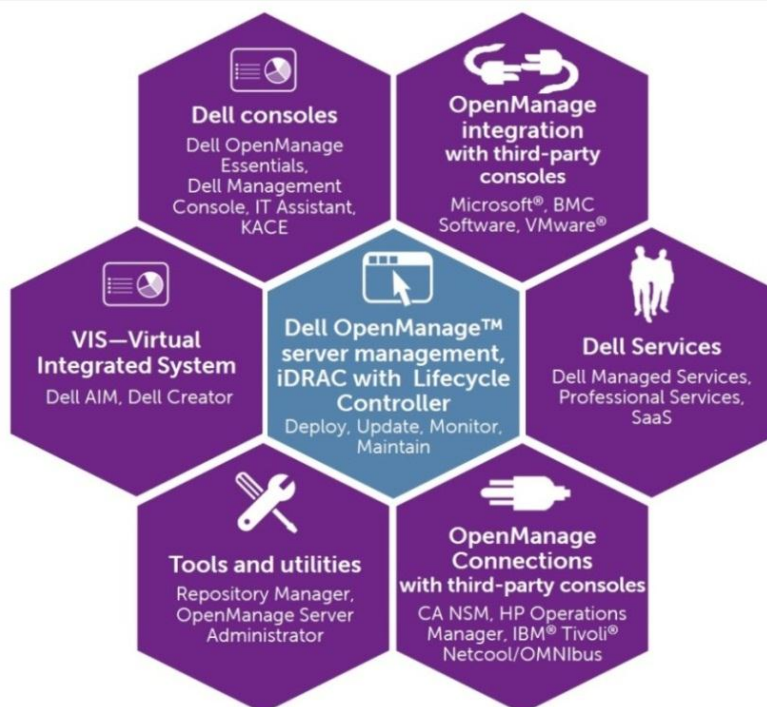 Dell consoles
Dell OpenManage
Essentials,
Dell Management
Console, IT Assistant,
KACE
OpenManage
integration
with third-party
consoles
Microsoft®, BMC
Software, VMware®
VIS—Virtual
Integrated System
Dell AIM, Dell Creator
Dell OpenManage™
server management,
iDRAC with Lifecycle
Controller
Deploy, Update, Monitor,
Maintain
Dell Services
Dell Managed Services,
Professional Services,
SaaS
Tools and utilities
Repository Manager,
OpenManage Server
Administrator
OpenManage
Connections
with third-party consoles
CA NSM, HP Operations
Manager, IBM® Tivoli®
Netcool/OMNIbus